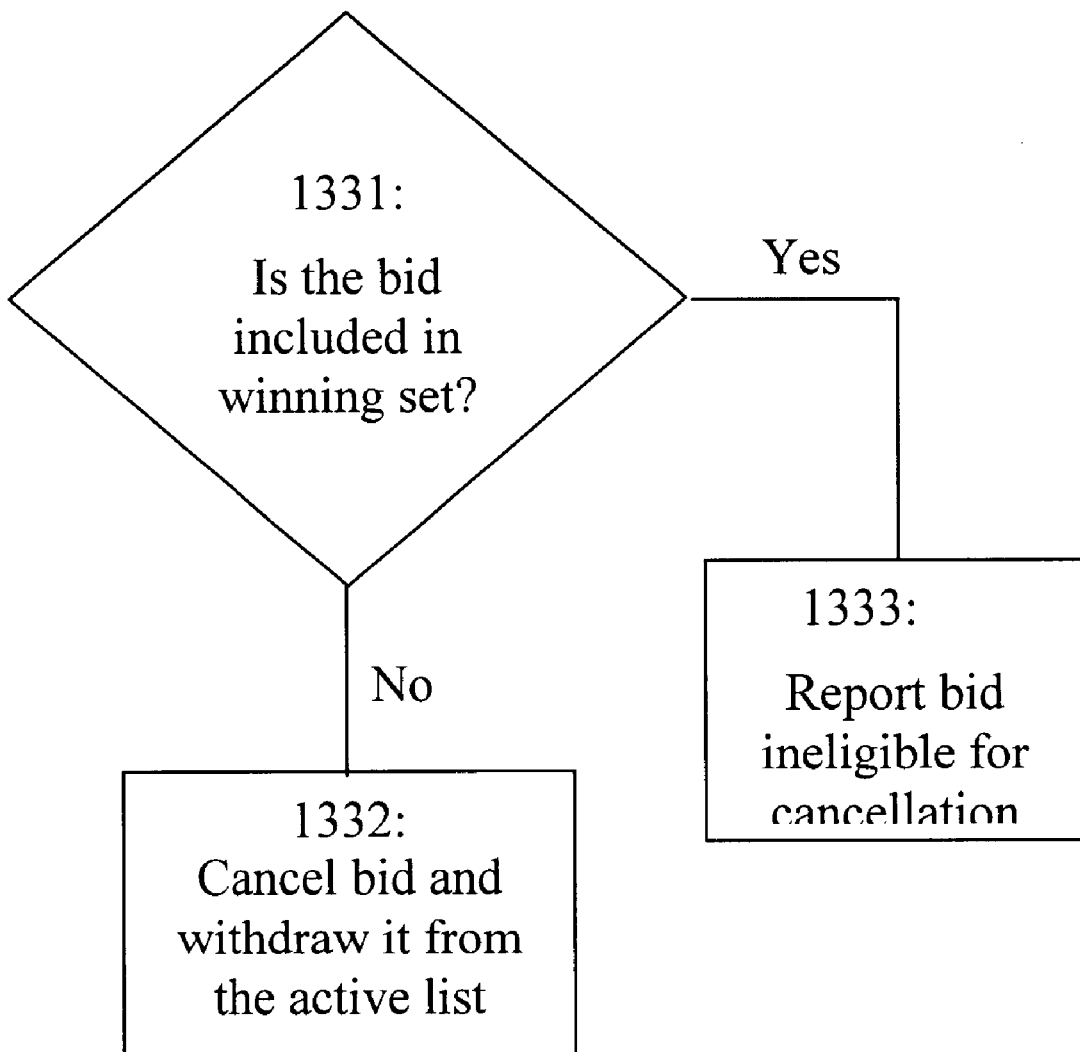 1331:
Is the bid
included in
winning set?
Yes
No
1333:
Report bid
ineligible for
cancellation
1332:
Cancel bid and
withdraw it from
the active list